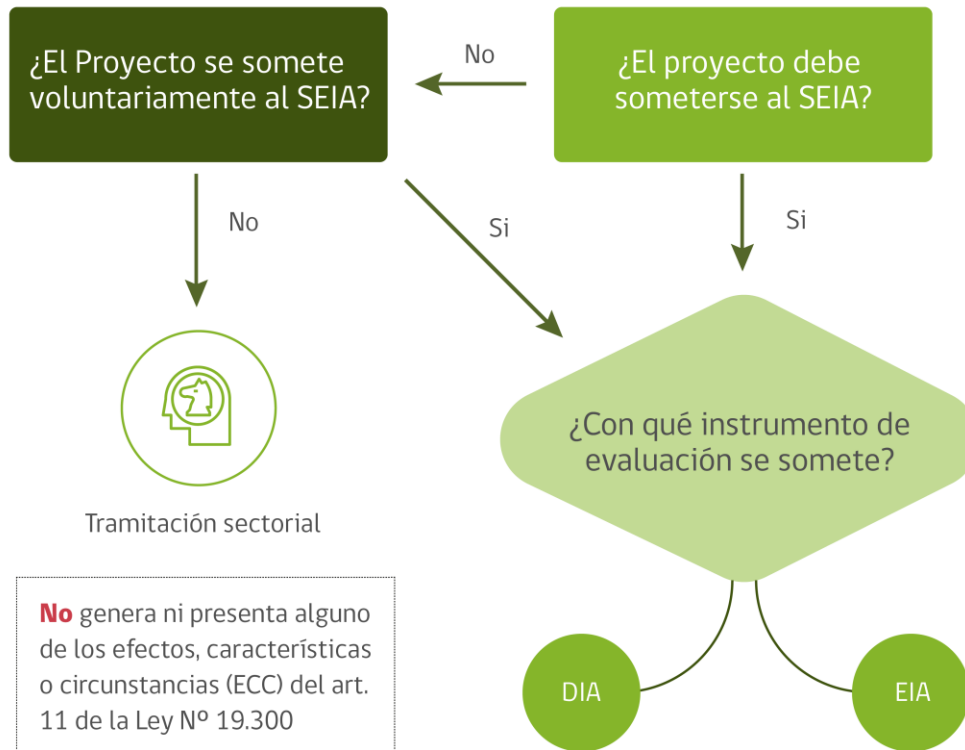 ¿El Proyecto se somete
voluntariamente al SEIA?
No
¿El proyecto debe
someterse al SEIA?
No
Si
Si
Tramitación sectorial
¿Con qué instrumento de
evaluación se somete?
No genera ni presenta alguno
de los efectos, características
o circunstancias (ECC) del art.
11 de la Ley Nº 19.300
DIA
EIA